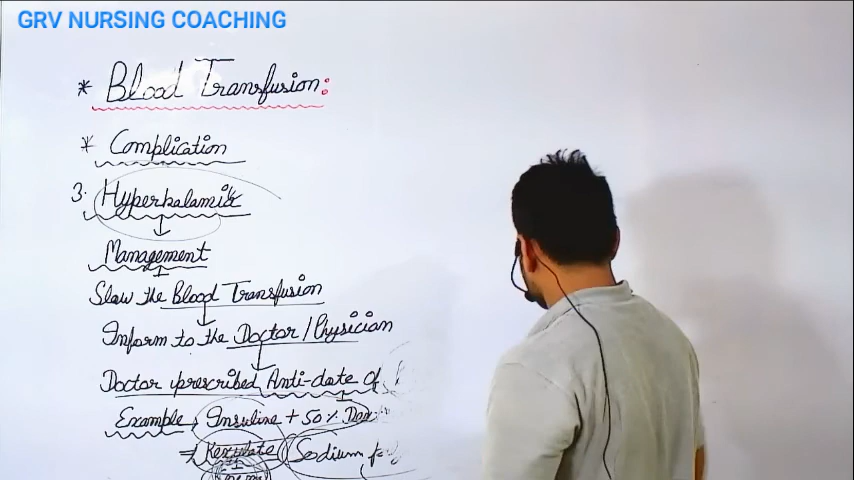 GRV NURSING COACHING
* Blood Transfusion:
* Complication
3. Hyperkalamia
Management
Slow the Blood Transfusion
Inform to the Doctor / Physician
Doctor prescribed Anti-date of
Example, Insuline + 50%
⇒ Kexylate Sodium